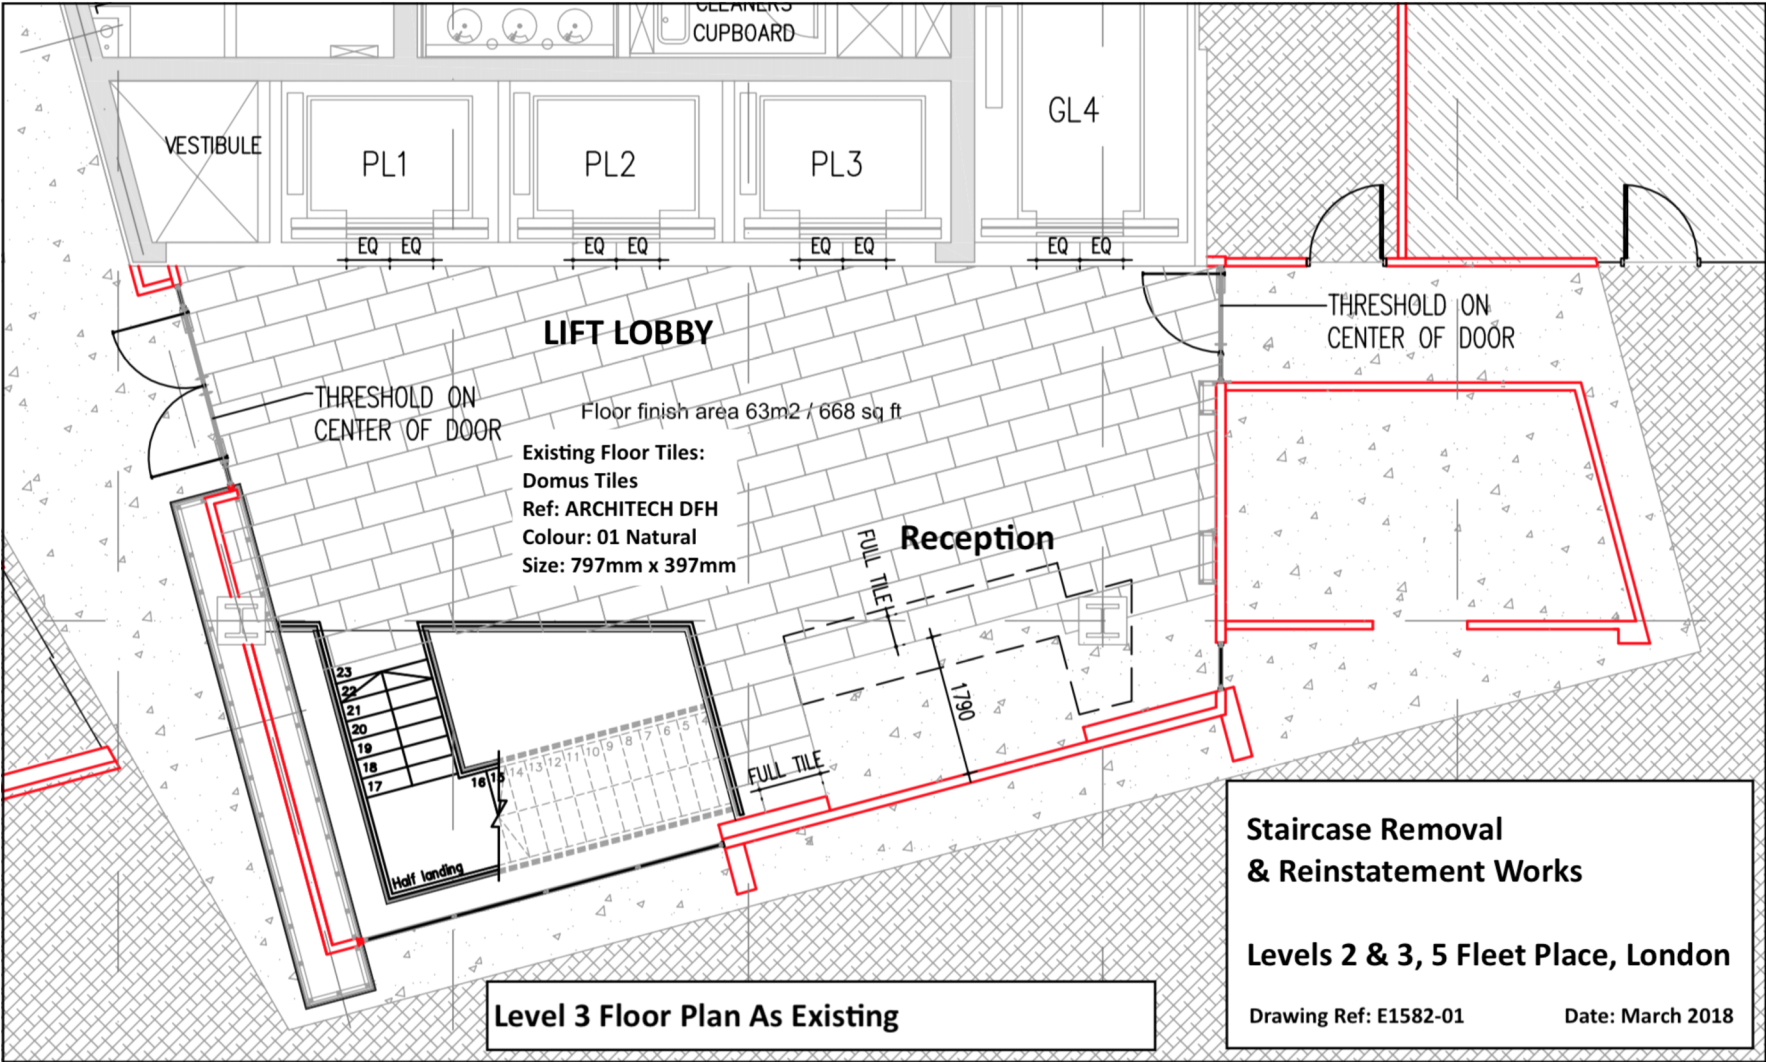 CLEANERS
CUPBOARD
VESTIBULE
PL1
PL2
PL3
GL4
EQ EQ
EQ EQ
EQ EQ
EQ EQ
LIFT LOBBY
THRESHOLD ON
CENTER OF DOOR
THRESHOLD ON
CENTER OF DOOR
Floor finish area 63m2 / 668 sq ft
Existing Floor Tiles:
Domus Tiles
Ref: ARCHITECH DFH
Colour: 01 Natural
Size: 797mm x 397mm
Reception
FULL TILE
1790
FULL TILE
23
22
21
20
19
18
17
16 15 14 13 12 11 10 9 8 7 6 5 4
Half landing
Staircase Removal
& Reinstatement Works
Levels 2 & 3, 5 Fleet Place, London
Drawing Ref: E1582-01 Date: March 2018
Level 3 Floor Plan As Existing